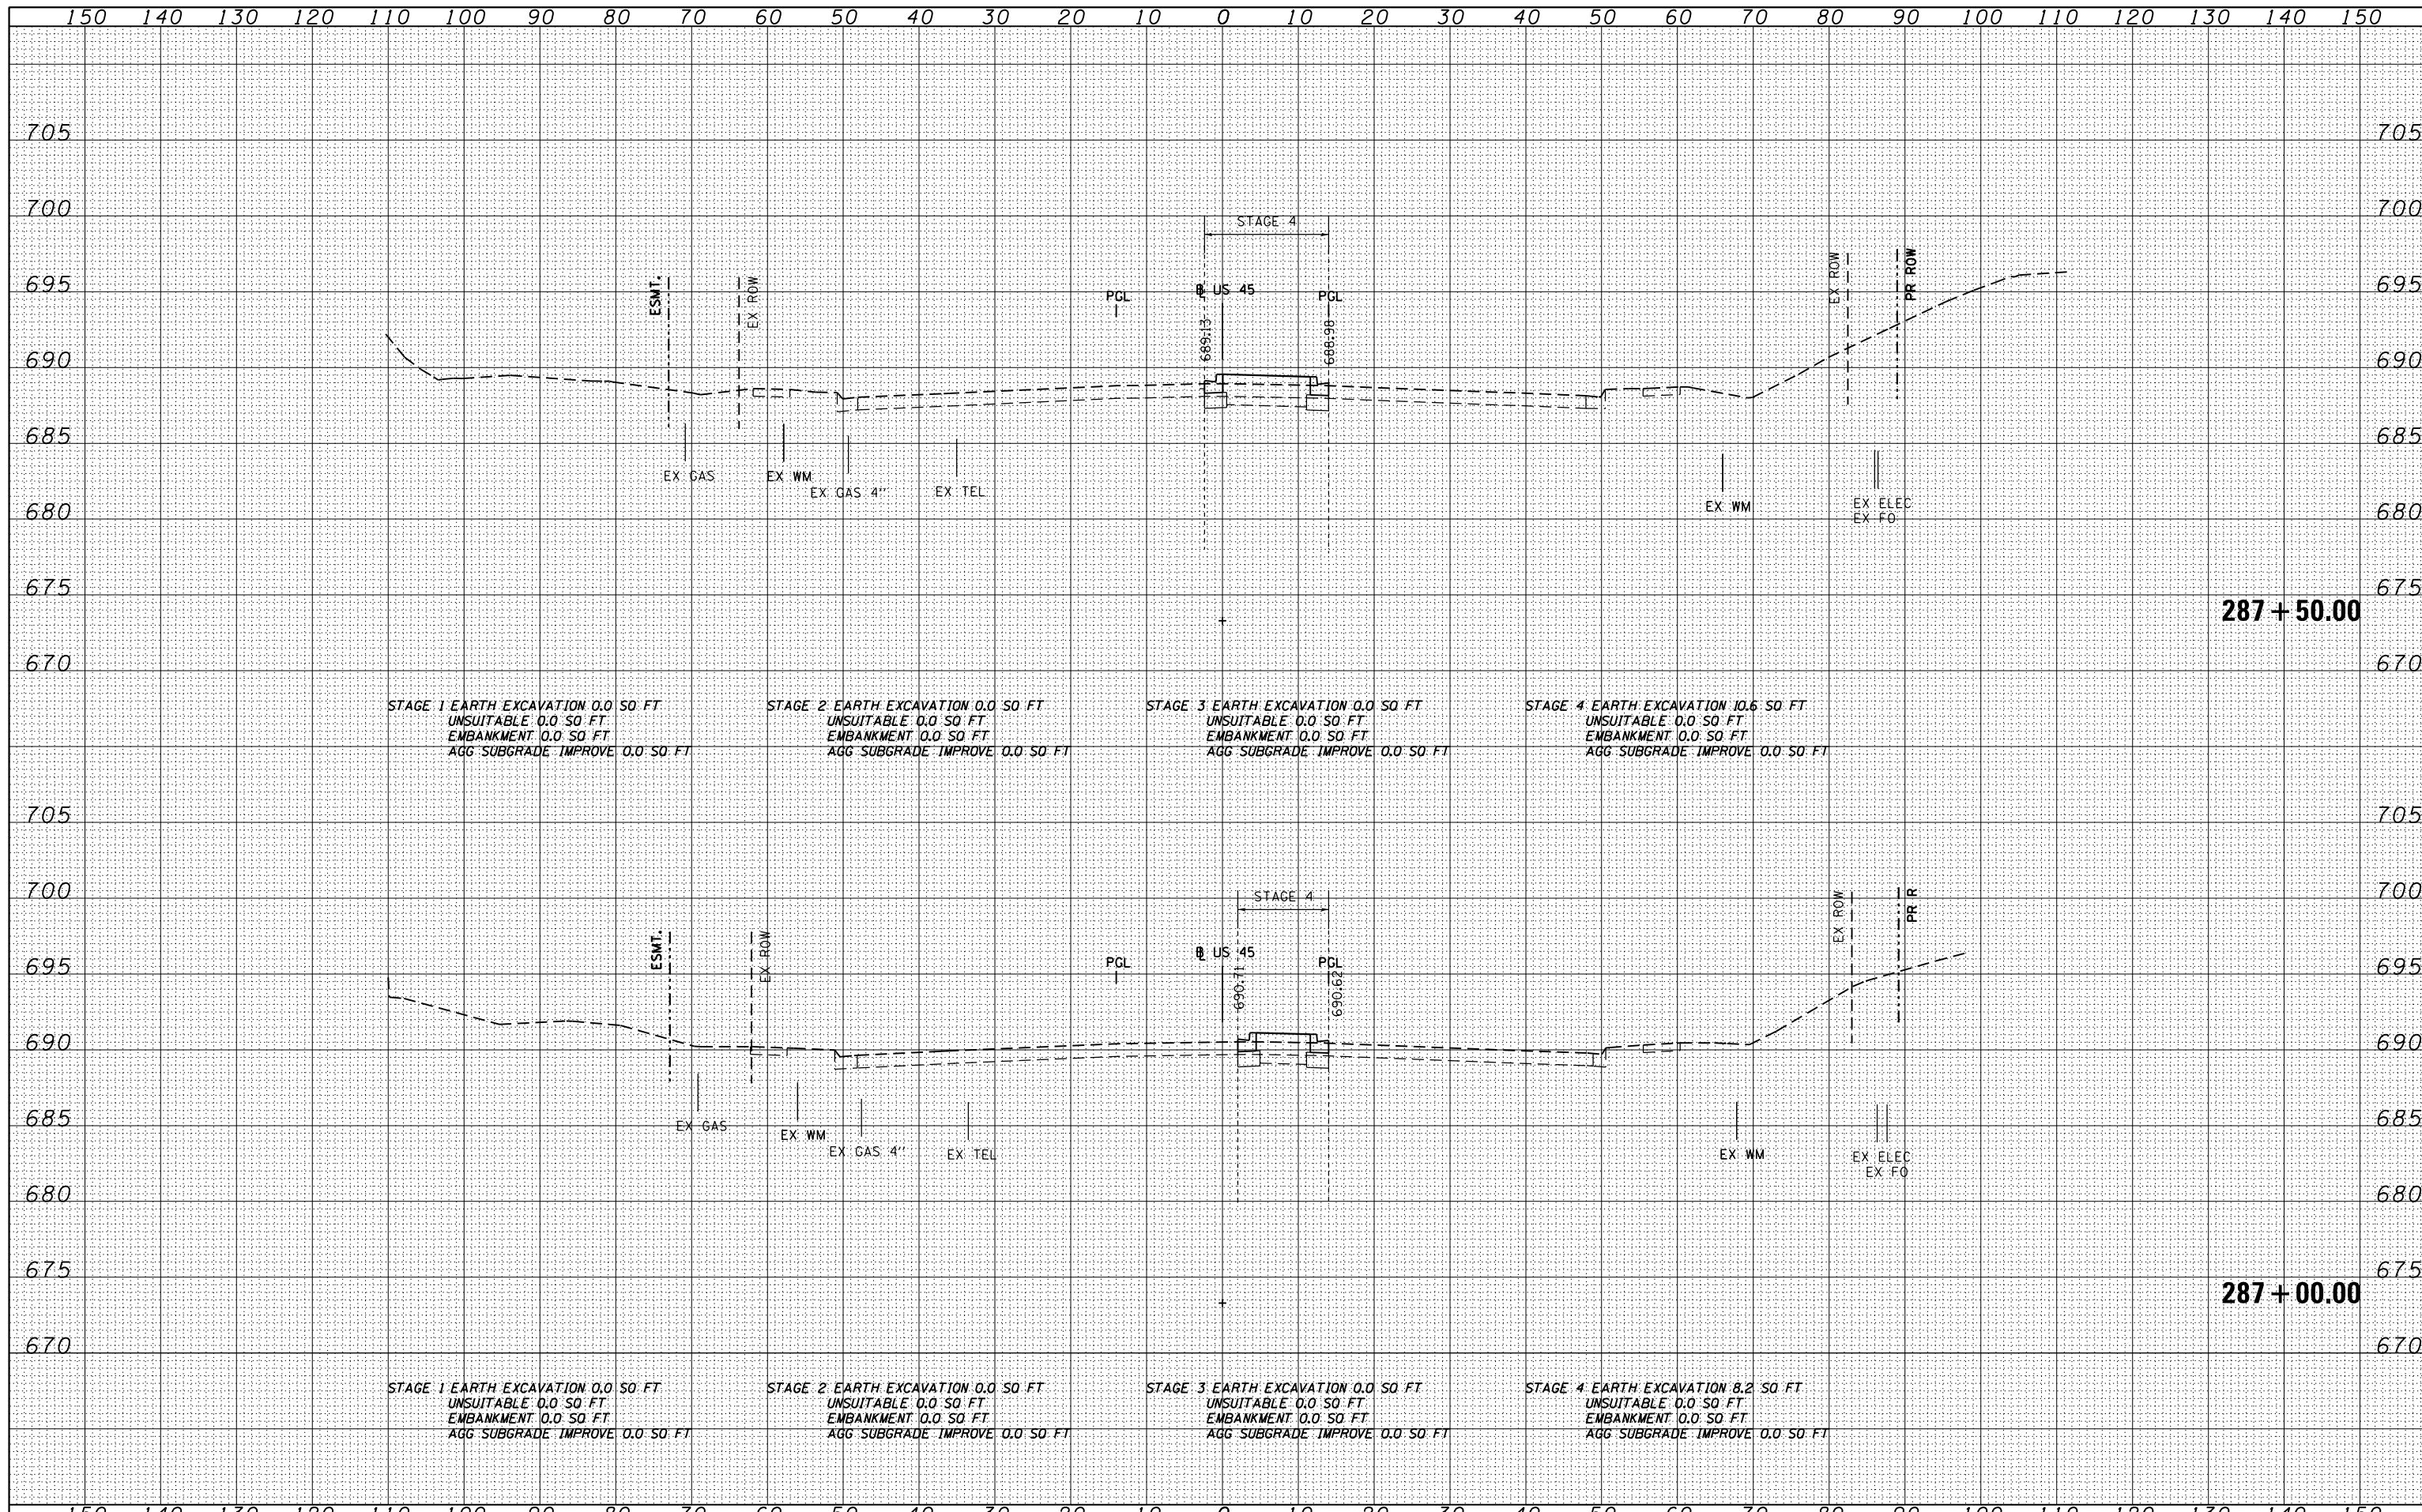 150 140 130 120 110 100 90 80 70 60 50 40 30 20 10 0 10 20 30 40 50 60 70 80 90 100 110 120 130 140 150
705 705
700 700
STAGE 4
695 695
ESMT.
EX ROW
PGL
B US 45
PGL
EX ROW
PR ROW
689.13
688.98
690 690
685 685
EX GAS
EX WM
EX GAS 4''
EX TEL
EX WM
EX ELEC
EX FO
680 680
675 675
287+50.00
670 670
STAGE 1 EARTH EXCAVATION 0.0 SQ FT
UNSUITABLE 0.0 SQ FT
EMBANKMENT 0.0 SQ FT
AGG SUBGRADE IMPROVE 0.0 SQ FT
STAGE 2 EARTH EXCAVATION 0.0 SQ FT
UNSUITABLE 0.0 SQ FT
EMBANKMENT 0.0 SQ FT
AGG SUBGRADE IMPROVE 0.0 SQ FT
STAGE 3 EARTH EXCAVATION 0.0 SQ FT
UNSUITABLE 0.0 SQ FT
EMBANKMENT 0.0 SQ FT
AGG SUBGRADE IMPROVE 0.0 SQ FT
STAGE 4 EARTH EXCAVATION 10.6 SQ FT
UNSUITABLE 0.0 SQ FT
EMBANKMENT 0.0 SQ FT
AGG SUBGRADE IMPROVE 0.0 SQ FT
705 705
700 700
STAGE 4
695 695
ESMT.
EX ROW
PGL
B US 45
PGL
EX ROW
PR R
690.71
690.62
690 690
685 685
EX GAS
EX WM
EX GAS 4''
EX TEL
EX WM
EX ELEC
EX FO
680 680
675 675
287+00.00
670 670
STAGE 1 EARTH EXCAVATION 0.0 SQ FT
UNSUITABLE 0.0 SQ FT
EMBANKMENT 0.0 SQ FT
AGG SUBGRADE IMPROVE 0.0 SQ FT
STAGE 2 EARTH EXCAVATION 0.0 SQ FT
UNSUITABLE 0.0 SQ FT
EMBANKMENT 0.0 SQ FT
AGG SUBGRADE IMPROVE 0.0 SQ FT
STAGE 3 EARTH EXCAVATION 0.0 SQ FT
UNSUITABLE 0.0 SQ FT
EMBANKMENT 0.0 SQ FT
AGG SUBGRADE IMPROVE 0.0 SQ FT
STAGE 4 EARTH EXCAVATION 8.2 SQ FT
UNSUITABLE 0.0 SQ FT
EMBANKMENT 0.0 SQ FT
AGG SUBGRADE IMPROVE 0.0 SQ FT